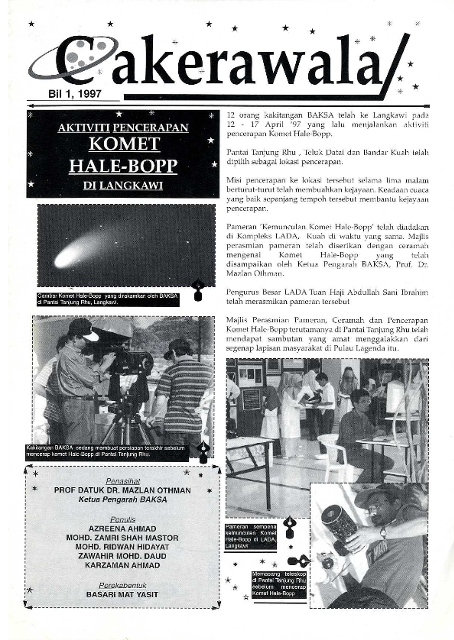 Cakerawala
Bil 1, 1997
AKTIVITI PENCERAPAN
KOMET
HALE-BOPP
DI LANGKAWI
Gambar Komet Hale-Bopp yang dirakamkan oleh BAKSA
di Pantai Tanjung Rhu, Langkawi.
Kakitangan BAKSA sedang membuat persiapan terakhir sebelum
mencerap komet Hale-Bopp di Pantai Tanjung Rhu.
Penasihat
PROF DATUK DR. MAZLAN OTHMAN
Ketua Pengarah BAKSA
Penulis
AZREENA AHMAD
MOHD. ZAMRI SHAH MASTOR
MOHD. RIDWAN HIDAYAT
ZAWAHIR MOHD. DAUD
KARZAMAN AHMAD
Perekabentuk
BASARI MAT YASIT
12 orang kakitangan BAKSA telah ke Langkawi pada
12 - 17 April '97 yang lalu menjalankan aktiviti
pencerapan Komet Hale-Bopp.
Pantai Tanjung Rhu , Teluk Datai dan Bandar Kuah telah
dipilih sebagai lokasi pencerapan.
Misi pencerapan ke lokasi tersebut selama lima malam
berturut-turut telah membuahkan kejayaan. Keadaan cuaca
yang baik sepanjang tempoh tersebut membantu kejayaan
pencerapan.
Pameran 'Kemunculan Komet Hale-Bopp' telah diadakan
di Kompleks LADA, Kuah di waktu yang sama. Majlis
perasmian pameran telah diserikan dengan ceramah
mengenai Komet Hale-Bopp yang telah
disampaikan oleh Ketua Pengarah BAKSA, Prof. Dr.
Mazlan Othman.
Pengurus Besar LADA Tuan Haji Abdullah Sani Ibrahim
telah merasmikan pameran tersebut
Majlis Perasmian Pameran, Ceramah dan Pencerapan
Komet Hale-Bopp terutamanya di Pantai Tanjung Rhu telah
mendapat sambutan yang amat menggalakkan dari
segenap lapisan masyarakat di Pulau Lagenda itu.
Pameran sempena
kemunculan Komet
Hale-Bopp di LADA,
Langkawi
Memasang teleskop
di Pantai Tanjung Rhu
sebelum mencerap
Komet Hale-Bopp